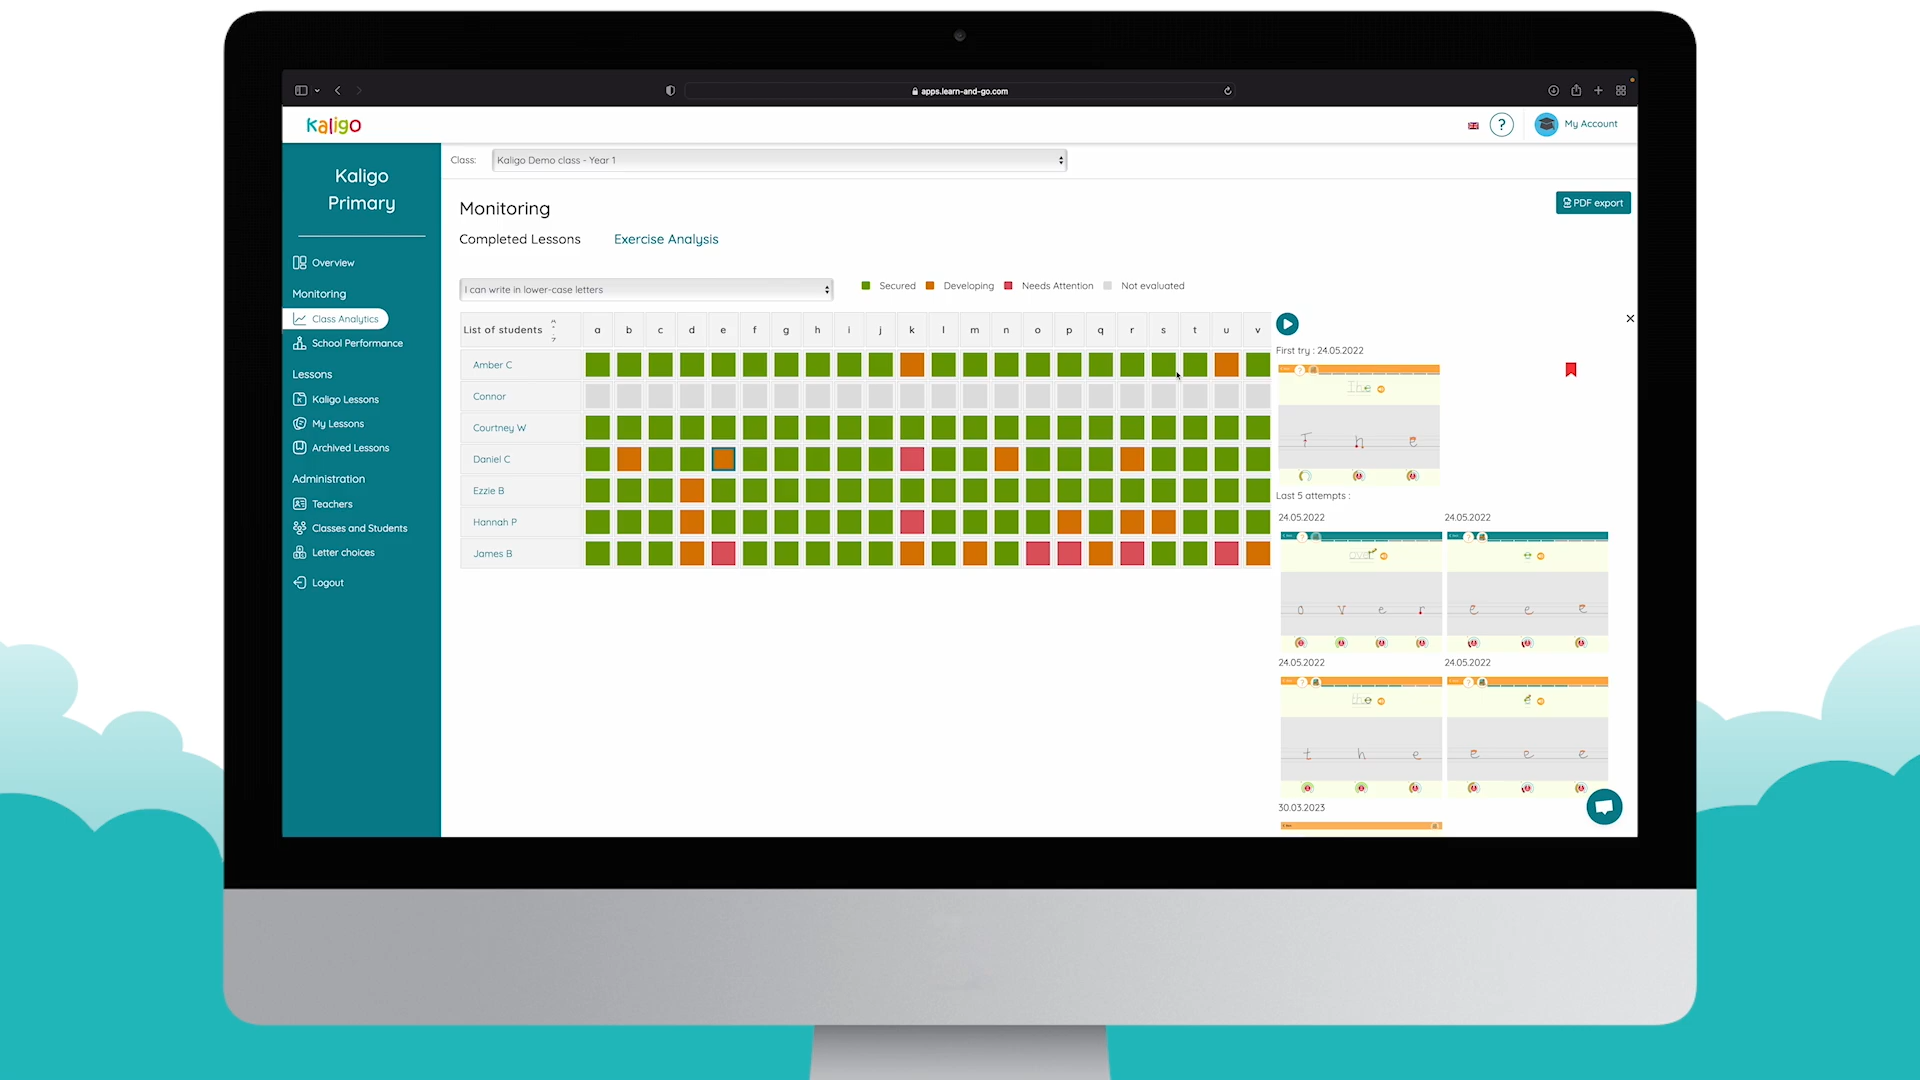 apps.learn-and-go.com
Kaligo
?
My Account
Kaligo
Primary
Overview
Monitoring
Class Analytics
School Performance
Lessons
Kaligo Lessons
My Lessons
Archived Lessons
Administration
Teachers
Classes and Students
Letter choices
Logout
Class: Kaligo Demo class - Year 1
Monitoring
PDF export
Completed Lessons Exercise Analysis
I can write in lower-case letters
Secured Developing Needs Attention Not evaluated
List of students a b c d e f g h i j k l m n o p q r s t u v
Amber C
Connor
Courtney W
Daniel C
Ezzie B
Hannah P
James B
First try : 24.05.2022
The
T h e
Last 5 attempts :
24.05.2022 24.05.2022
over e
o v e r e e e
24.05.2022 24.05.2022
the e
t h e e e e
30.03.2023